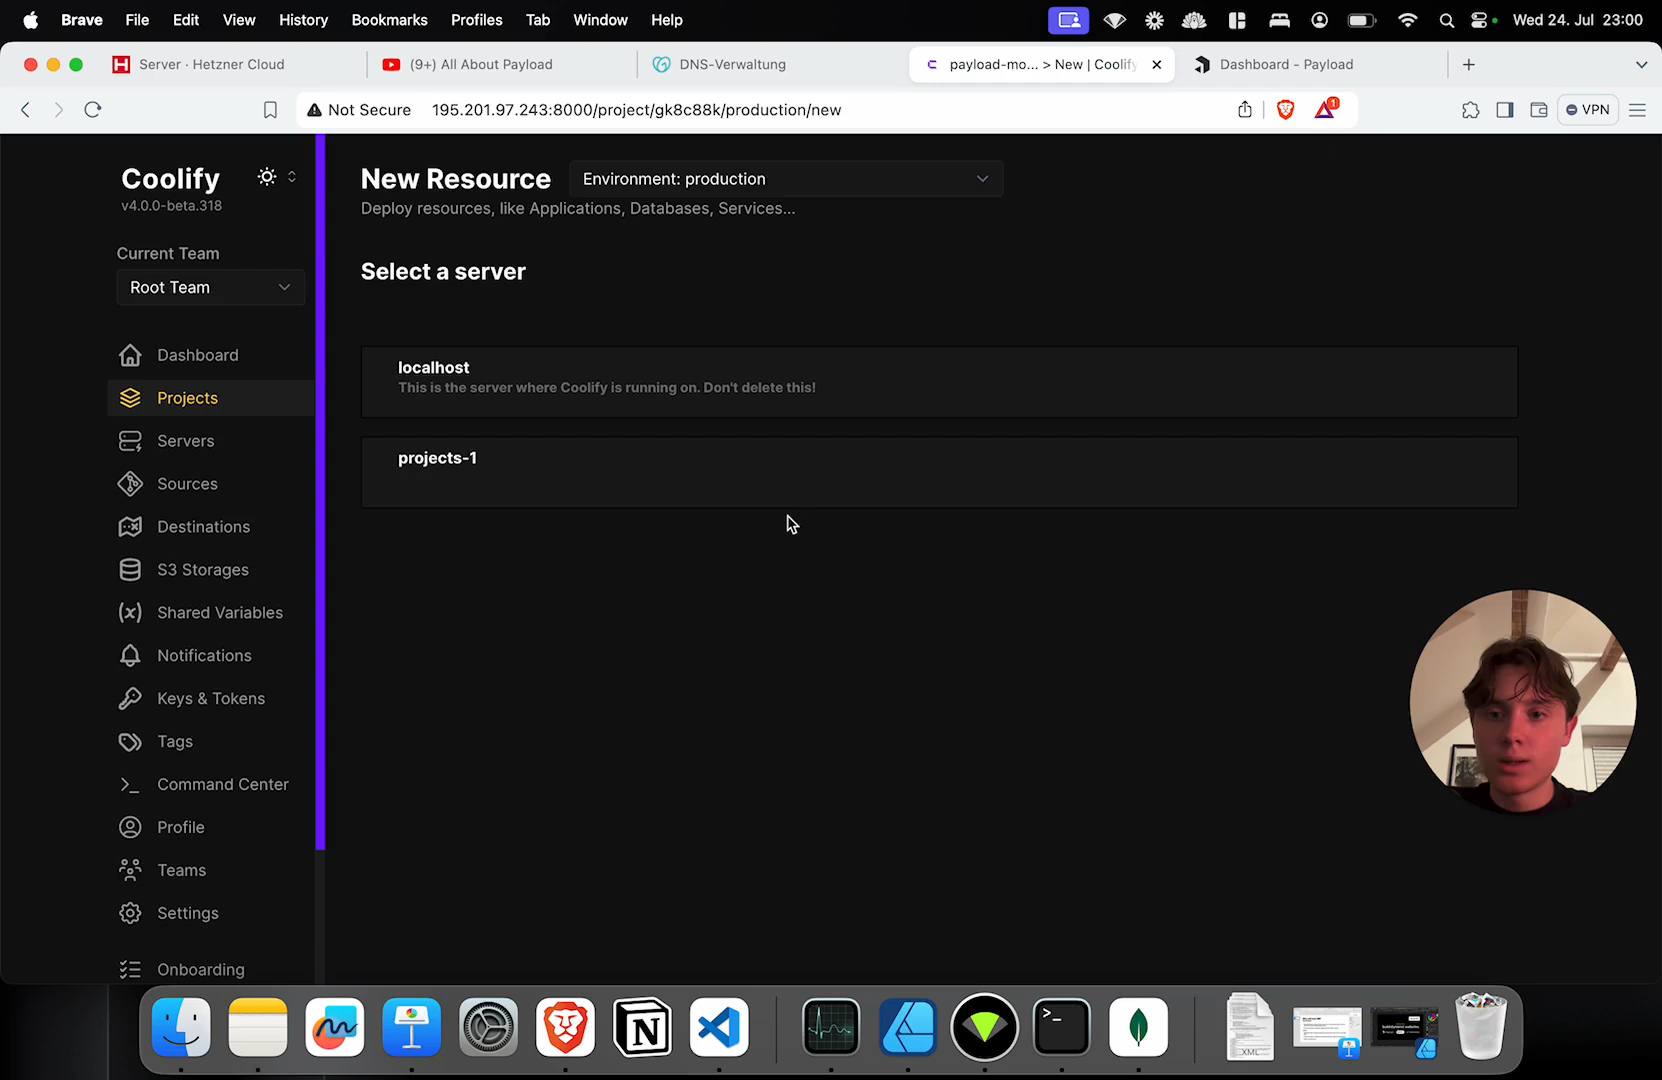 Brave File Edit View History Bookmarks Profiles Tab Window Help Wed 24. Jul 23:00
Server · Hetzner Cloud (9+) All About Payload DNS-Verwaltung payload-mo... > New | Coolify Dashboard - Payload
Not Secure 195.201.97.243:8000/project/gk8c88k/production/new 1 VPN
Coolify
v4.0.0-beta.318
Current Team
Root Team
Dashboard
Projects
Servers
Sources
Destinations
S3 Storages
Shared Variables
Notifications
Keys & Tokens
Tags
Command Center
Profile
Teams
Settings
Onboarding
New Resource Environment: production
Deploy resources, like Applications, Databases, Services...
Select a server
localhost
This is the server where Coolify is running on. Don't delete this!
projects-1
XML